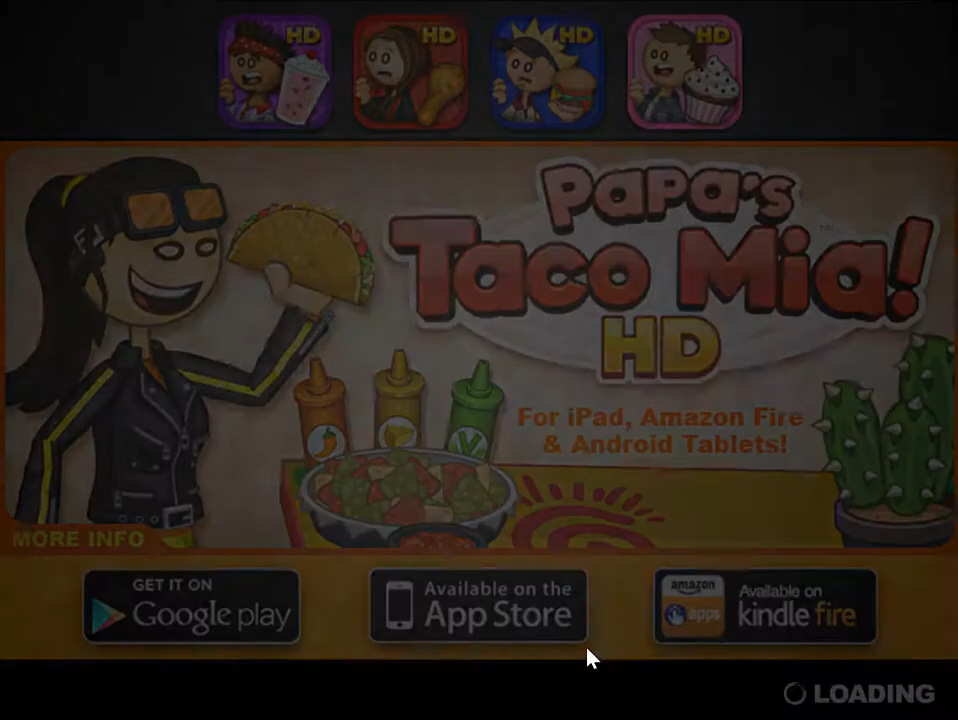 HD HD HD HD
Papa's
Taco Mia!™
HD
For iPad, Amazon Fire
& Android Tablets!
MORE INFO
GET IT ON
Google play
Available on the
App Store
amazon
apps
Available on
kindle fire
LOADING